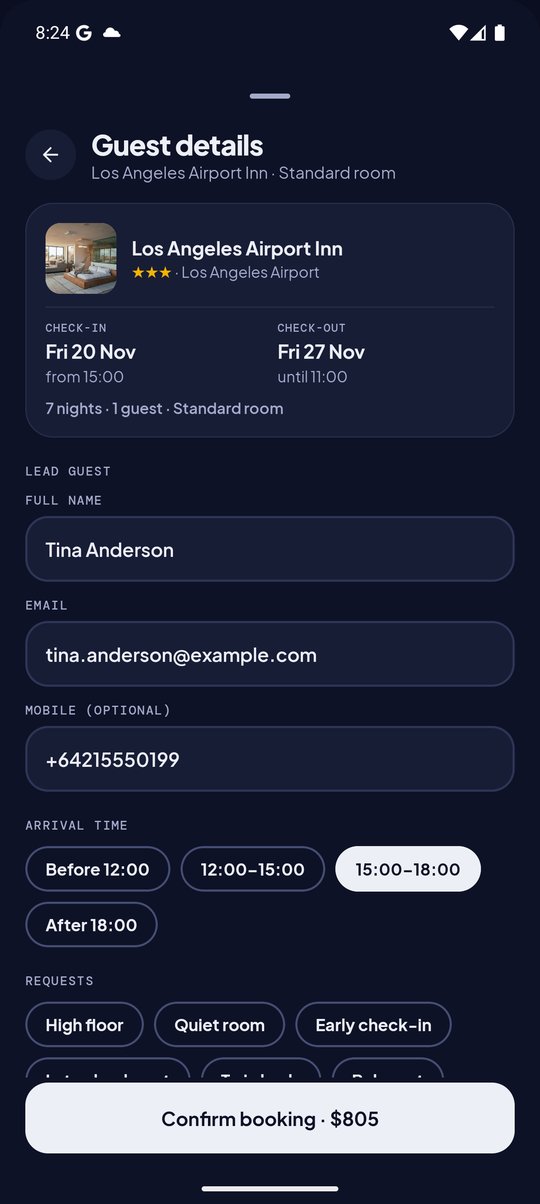 8:24
Guest details
Los Angeles Airport Inn · Standard room
Los Angeles Airport Inn
★★★ · Los Angeles Airport
CHECK-IN
Fri 20 Nov
from 15:00
CHECK-OUT
Fri 27 Nov
until 11:00
7 nights · 1 guest · Standard room
LEAD GUEST
FULL NAME
Tina Anderson
EMAIL
tina.anderson@example.com
MOBILE (OPTIONAL)
+64215550199
ARRIVAL TIME
Before 12:00
12:00–15:00
15:00–18:00
After 18:00
REQUESTS
High floor
Quiet room
Early check-in
Confirm booking · $805